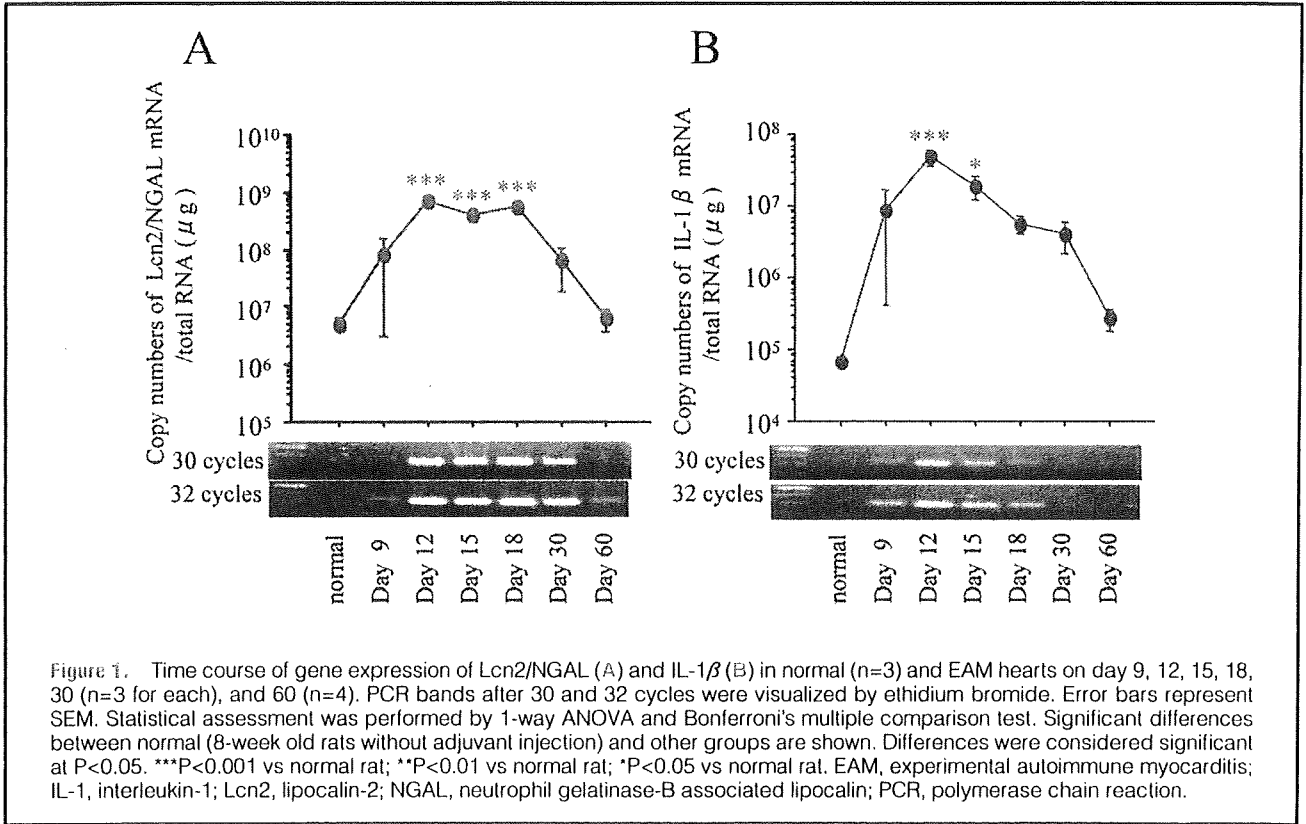 A
B
Copy numbers of Lcn2/NGAL mRNA
/total RNA (μg)
10¹⁰
10⁹
10⁸
10⁷
10⁶
10⁵
*** *** ***
30 cycles
32 cycles
normal
Day 9
Day 12
Day 15
Day 18
Day 30
Day 60
Copy numbers of IL-1β mRNA
/total RNA (μg)
10⁸
10⁷
10⁶
10⁵
10⁴
*** *
30 cycles
32 cycles
normal
Day 9
Day 12
Day 15
Day 18
Day 30
Day 60
Figure 1. Time course of gene expression of Lcn2/NGAL (A) and IL-1β (B) in normal (n=3) and EAM hearts on day 9, 12, 15, 18,
30 (n=3 for each), and 60 (n=4). PCR bands after 30 and 32 cycles were visualized by ethidium bromide. Error bars represent
SEM. Statistical assessment was performed by 1-way ANOVA and Bonferroni's multiple comparison test. Significant differences
between normal (8-week old rats without adjuvant injection) and other groups are shown. Differences were considered significant
at P<0.05. ***P<0.001 vs normal rat; **P<0.01 vs normal rat; *P<0.05 vs normal rat. EAM, experimental autoimmune myocarditis;
IL-1, interleukin-1; Lcn2, lipocalin-2; NGAL, neutrophil gelatinase-B associated lipocalin; PCR, polymerase chain reaction.